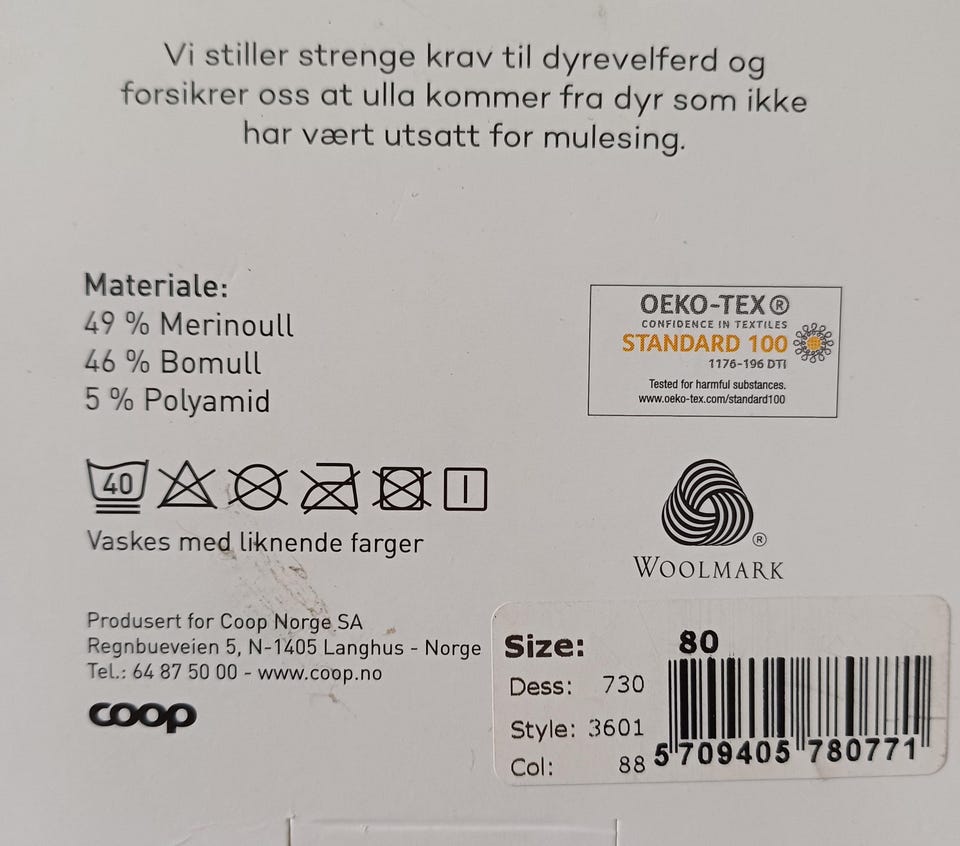 Vi stiller strenge krav til dyrevelferd og
forsikrer oss at ulla kommer fra dyr som ikke
har vært utsatt for mulesing.
Materiale:
49 % Merinoull
46 % Bomull
5 % Polyamid
OEKO-TEX®
CONFIDENCE IN TEXTILES
STANDARD 100
1176-196 DTI
Tested for harmful substances.
www.oeko-tex.com/standard100
40
Vaskes med liknende farger
®
WOOLMARK
Produsert for Coop Norge SA
Regnbueveien 5, N-1405 Langhus - Norge
Tel.: 64 87 50 00 - www.coop.no
coop
Size: 80
Dess: 730
Style: 3601
Col: 88
5 709405 780771